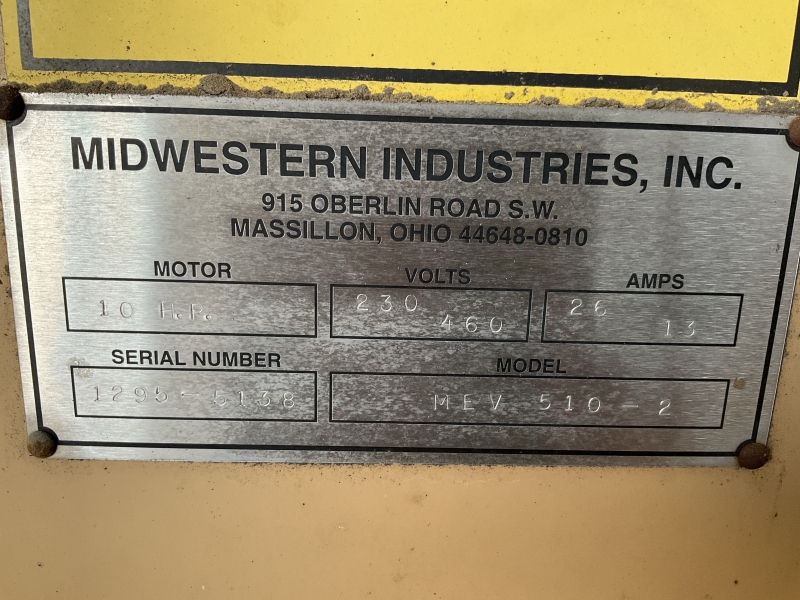 MIDWESTERN INDUSTRIES, INC.
915 OBERLIN ROAD S.W.
MASSILLON, OHIO 44648-0810
MOTOR VOLTS AMPS
10 H.P. 230 460 26 13
SERIAL NUMBER MODEL
1295-5138 MEV 510-2